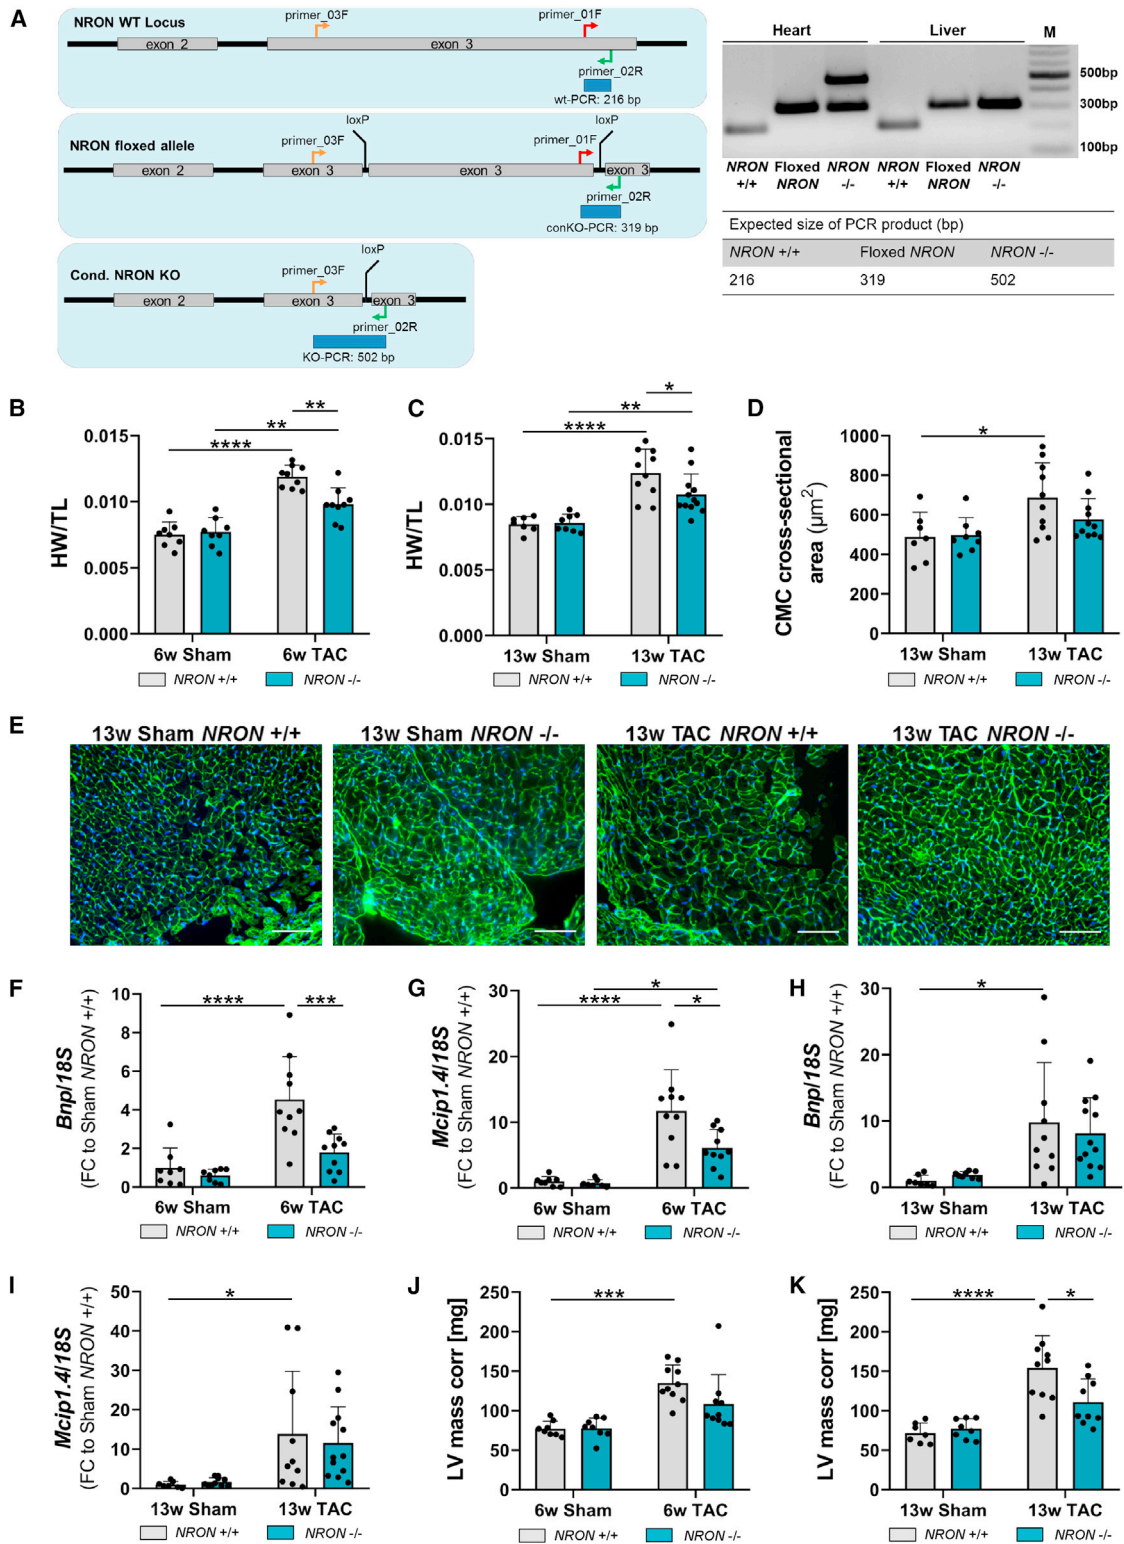 A
NRON WT Locus
primer_03F
primer_01F
exon 2
exon 3
primer_02R
wt-PCR: 216 bp
NRON floxed allele
loxP
loxP
primer_03F
primer_01F
exon 2
exon 3
exon 3
exon 3
primer_02R
conKO-PCR: 319 bp
Cond. NRON KO
loxP
primer_03F
exon 2
exon 3
exon 3
primer_02R
KO-PCR: 502 bp
Heart
Liver
M
500bp
300bp
100bp
NRON Floxed NRON NRON Floxed NRON
+/+ NRON -/- +/+ NRON -/-
Expected size of PCR product (bp)
NRON +/+ Floxed NRON NRON -/-
216 319 502
B
HW/TL
0.015
0.010
0.005
0.000
****
**
**
6w Sham 6w TAC
NRON +/+ NRON -/-
C
HW/TL
0.015
0.010
0.005
0.000
****
**
*
13w Sham 13w TAC
NRON +/+ NRON -/-
D
CMC cross-sectional
area (µm2)
1000
800
600
400
200
0
*
13w Sham 13w TAC
NRON +/+ NRON -/-
E
13w Sham NRON +/+
13w Sham NRON -/-
13w TAC NRON +/+
13w TAC NRON -/-
F
Bnp/18S
(FC to Sham NRON +/+)
10
8
6
4
2
0
****
***
6w Sham 6w TAC
NRON +/+ NRON -/-
G
Mcip1.4/18S
(FC to Sham NRON +/+)
30
20
10
0
*
****
*
6w Sham 6w TAC
NRON +/+ NRON -/-
H
Bnp/18S
(FC to Sham NRON +/+)
30
20
10
0
*
13w Sham 13w TAC
NRON +/+ NRON -/-
I
Mcip1.4/18S
(FC to Sham NRON +/+)
50
40
30
20
10
0
*
13w Sham 13w TAC
NRON +/+ NRON -/-
J
LV mass corr [mg]
250
200
150
100
50
0
***
6w Sham 6w TAC
NRON +/+ NRON -/-
K
LV mass corr [mg]
250
200
150
100
50
0
****
*
13w Sham 13w TAC
NRON +/+ NRON -/-